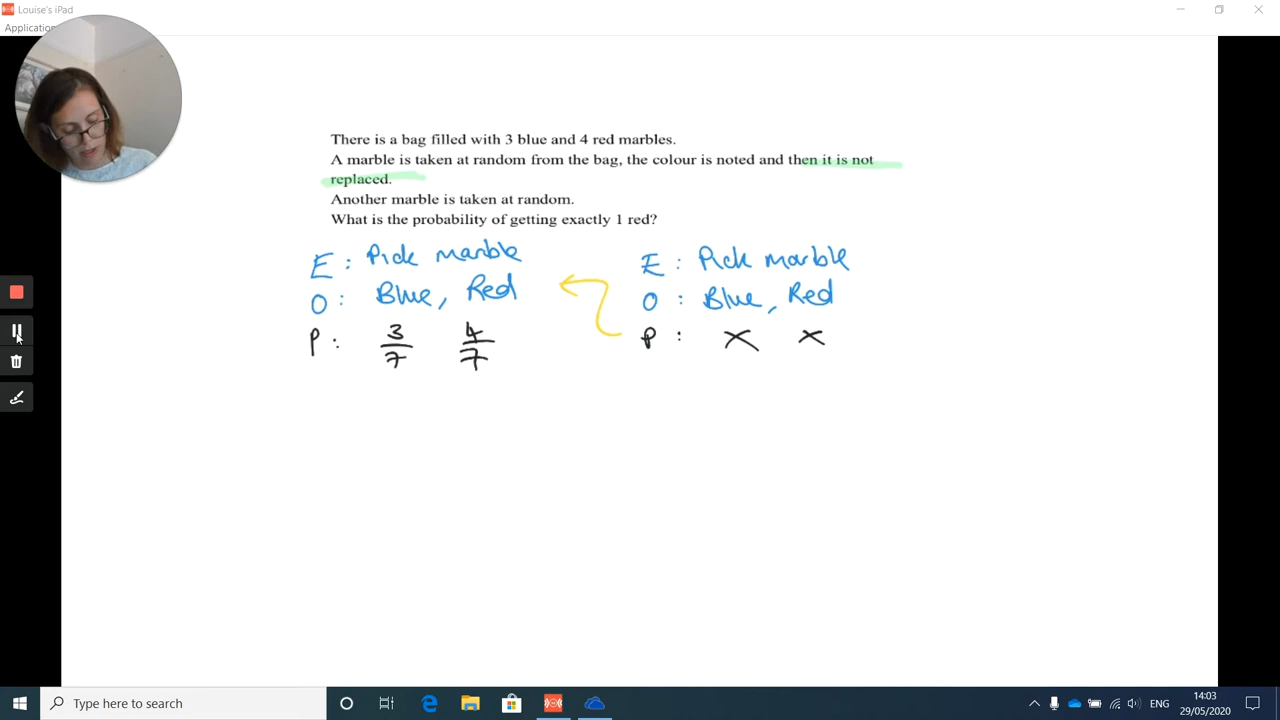 Louise's iPad
Application
There is a bag filled with 3 blue and 4 red marbles.
A marble is taken at random from the bag, the colour is noted and then it is not
replaced.
Another marble is taken at random.
What is the probability of getting exactly 1 red?
E : Pick marble
O : Blue, Red
P : 3/7 4/7
E : Pick marble
O : Blue, Red
P : × ×
Type here to search
ENG
14:03
29/05/2020